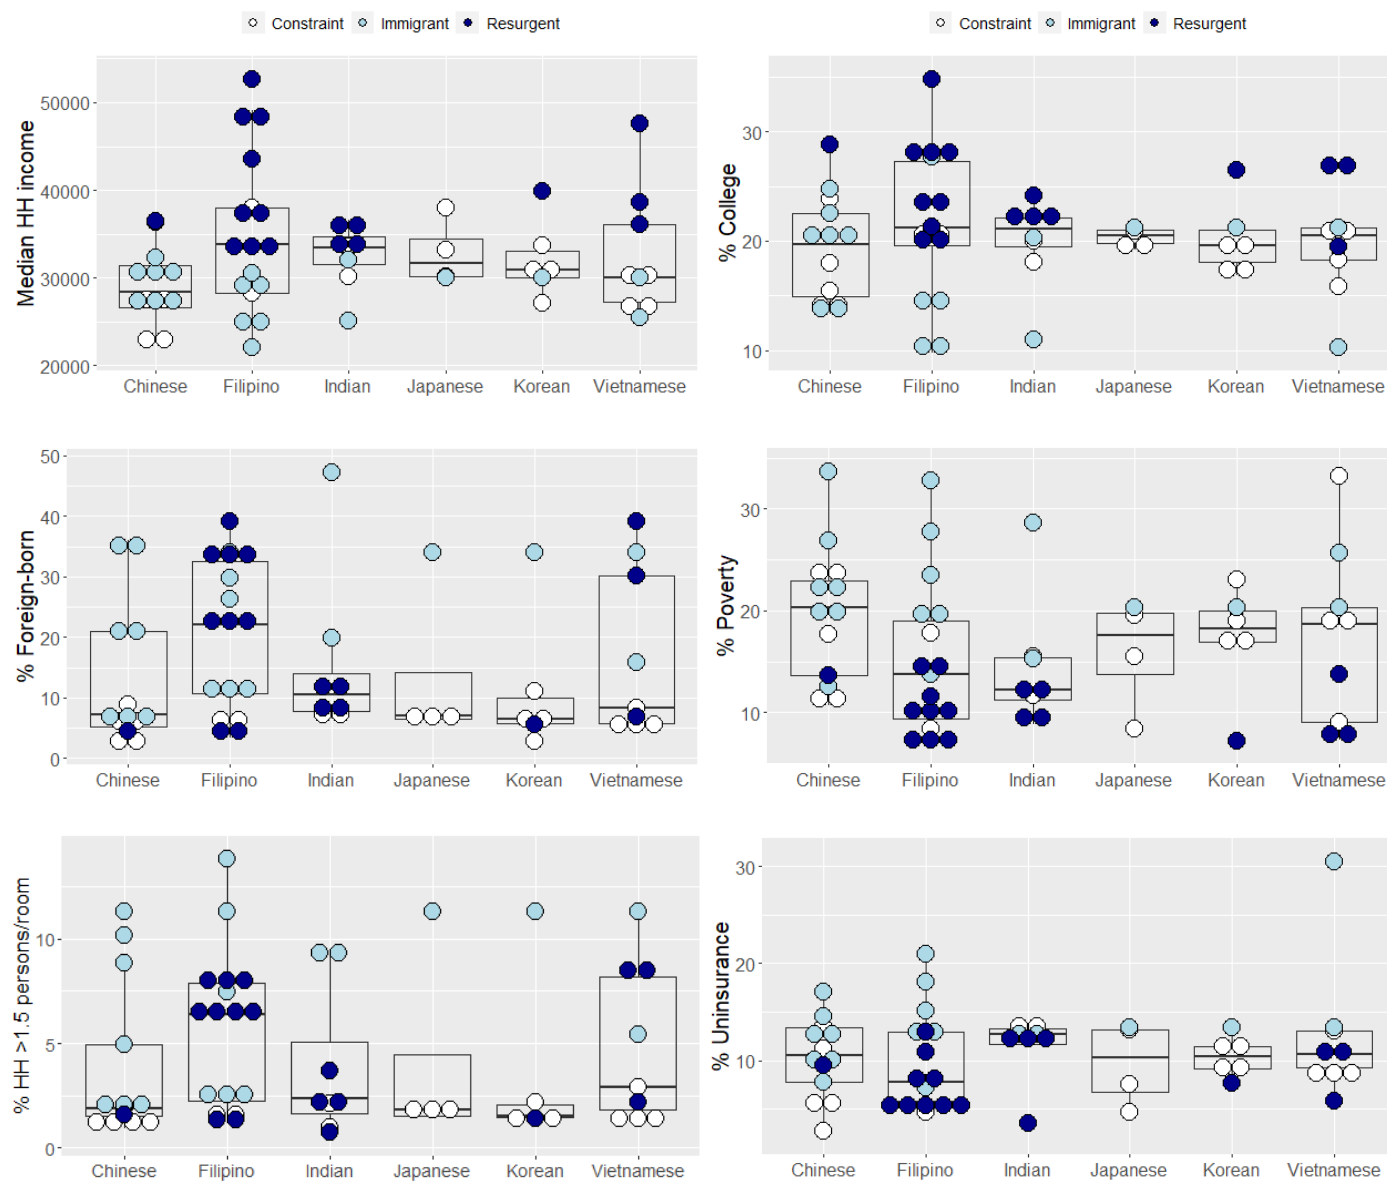 Constraint Immigrant Resurgent
Constraint Immigrant Resurgent
Median HH income
50000
40000
30000
20000
Chinese Filipino Indian Japanese Korean Vietnamese
% College
30
20
10
Chinese Filipino Indian Japanese Korean Vietnamese
% Foreign-born
50
40
30
20
10
0
Chinese Filipino Indian Japanese Korean Vietnamese
% Poverty
30
20
10
Chinese Filipino Indian Japanese Korean Vietnamese
% HH >1.5 persons/room
10
5
0
Chinese Filipino Indian Japanese Korean Vietnamese
% Uninsurance
30
20
10
Chinese Filipino Indian Japanese Korean Vietnamese